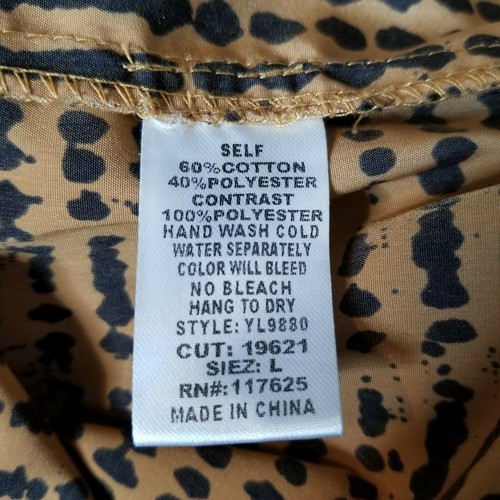 SELF
60%COTTON
40%POLYESTER
CONTRAST
100%POLYESTER
HAND WASH COLD
WATER SEPARATELY
COLOR WILL BLEED
NO BLEACH
HANG TO DRY
STYLE: YL9880
CUT: 19621
SIEZ: L
RN#:117625
MADE IN CHINA